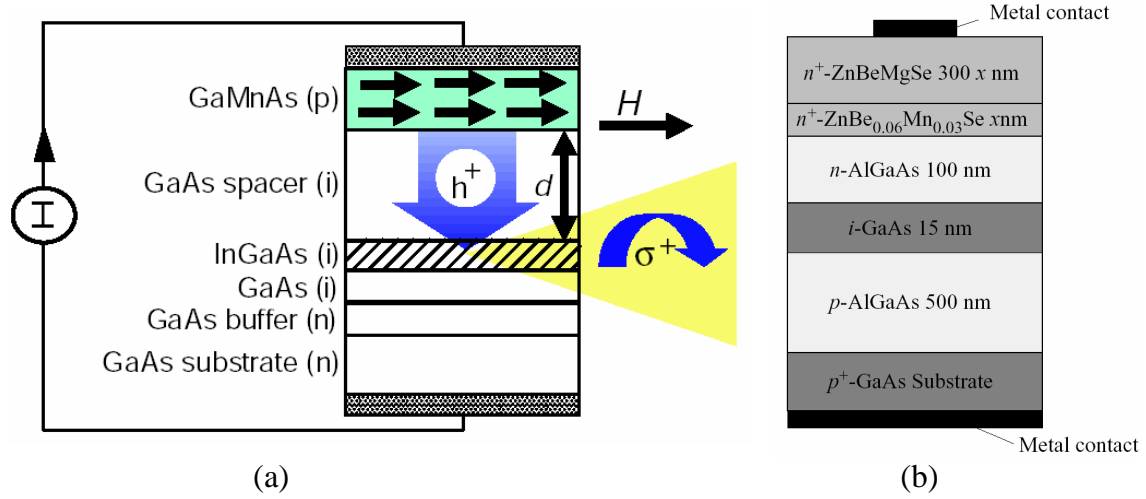 GaMnAs (p)
GaAs spacer (i)
InGaAs (i)
GaAs (i)
GaAs buffer (n)
GaAs substrate (n)
I
h+
d
H
σ+
(a)
Metal contact
n+-ZnBeMgSe 300 x nm
n+-ZnBe0.06Mn0.03Se xnm
n-AlGaAs 100 nm
i-GaAs 15 nm
p-AlGaAs 500 nm
p+-GaAs Substrate
Metal contact
(b)